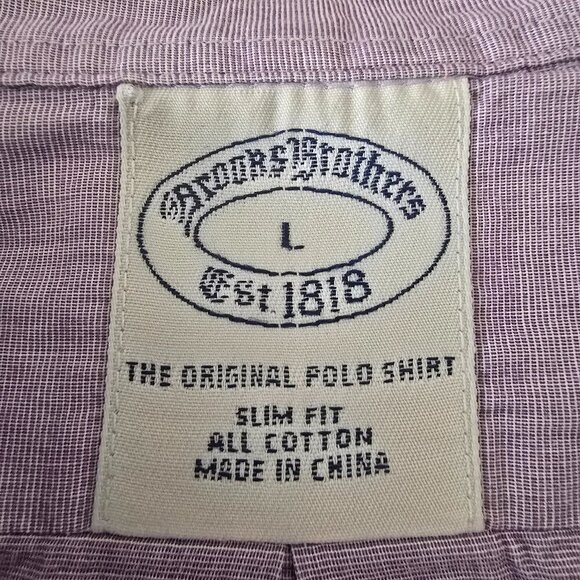 Brooks Brothers
L
Est. 1818
THE ORIGINAL POLO SHIRT
SLIM FIT
ALL COTTON
MADE IN CHINA